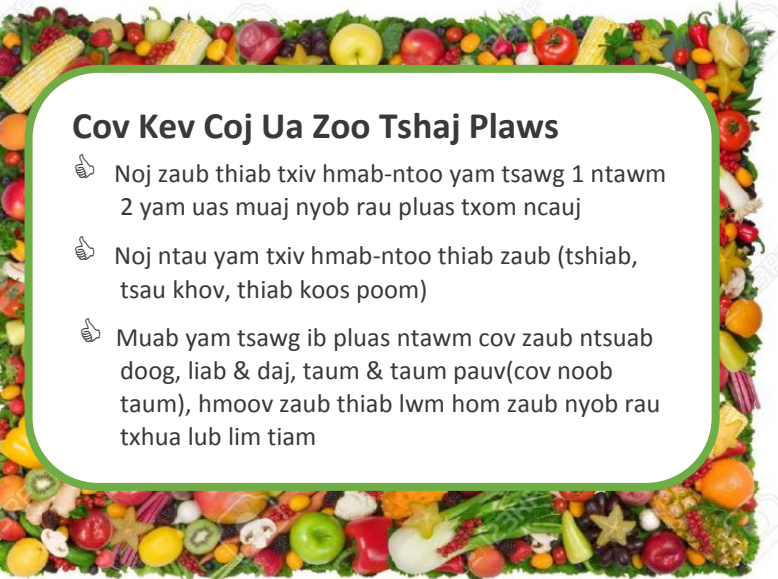 Cov Kev Coj Ua Zoo Tshaj Plaws
👍 Noj zaub thiab txiv hmab-ntoo yam tsawg 1 ntawm
2 yam uas muaj nyob rau pluas txom ncauj
👍 Noj ntau yam txiv hmab-ntoo thiab zaub (tshiab,
tsau khov, thiab koos poom)
👍 Muab yam tsawg ib pluas ntawm cov zaub ntsuab
doog, liab & daj, taum & taum pauv(cov noob
taum), hmoov zaub thiab lwm hom zaub nyob rau
txhua lub lim tiam